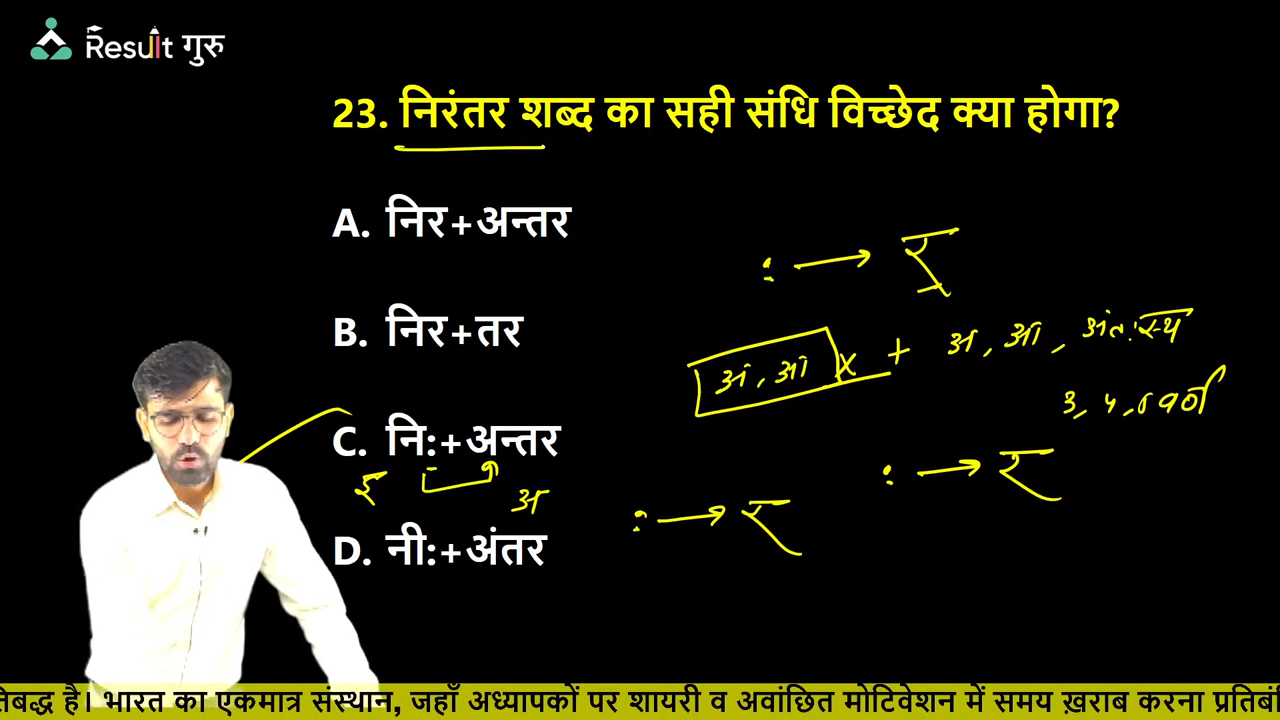 Result गुरु
23. निरंतर शब्द का सही संधि विच्छेद क्या होगा?
A. निर+अन्तर
: → र्
B. निर+तर
अ, आ x + अ, आ, अंत:स्थ
3, 4, 5 वर्ण
C. नि:+अन्तर
इ अ
: → र्
: → र्
D. नी:+अंतर
तिबद्ध है। भारत का एकमात्र संस्थान, जहाँ अध्यापकों पर शायरी व अवांछित मोटिवेशन में समय ख़राब करना प्रतिबं